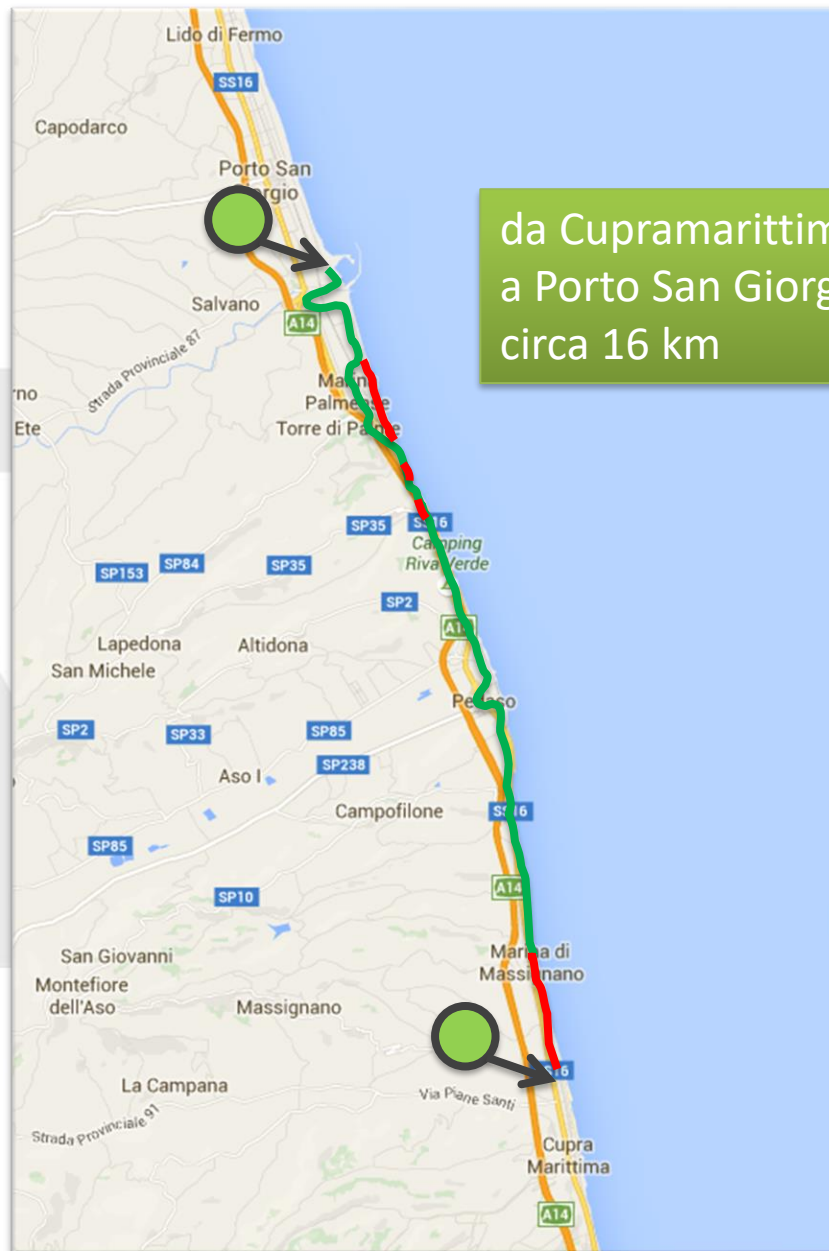 Lido di Fermo
SS16
Capodarco
Porto San
Giorgio
da Cupramarittim
a Porto San Giorg
circa 16 km
Salvano
A14
Strada Provinciale 87
rno
Ete
Marina
Palmense
Torre di Palme
SP35
SS16
Camping
Riva Verde
SP84
SP35
SP153
SP2
A14
Lapedona
Altidona
San Michele
Pedaso
SP2
SP33
SP85
SP238
Aso I
Campofilone
SS16
SP85
A14
SP10
San Giovanni
Marina di
Massignano
Montefiore
dell'Aso
Massignano
SS16
La Campana
Via Piane Santi
Strada Provinciale 91
Cupra
Marittima
A14